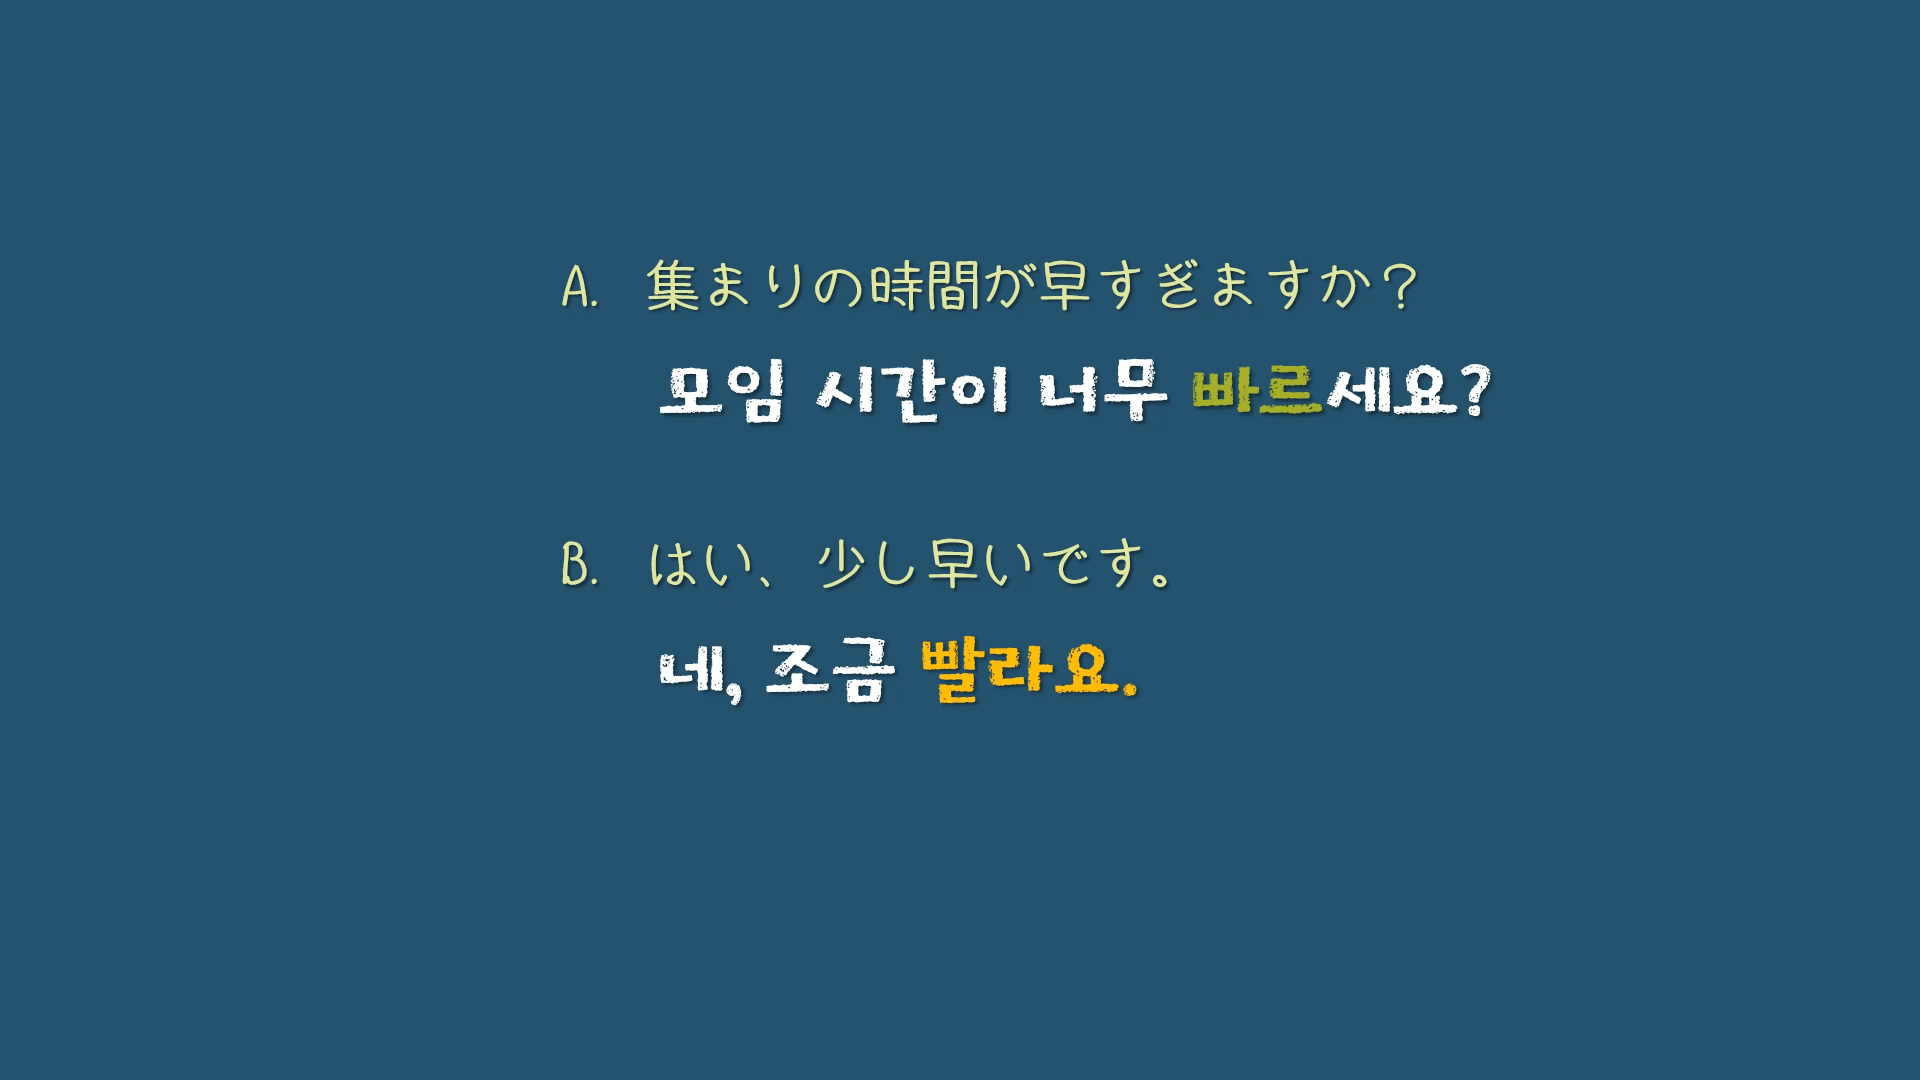 A. 集まりの時間が早すぎますか？
모임 시간이 너무 빠르세요?
B. はい、少し早いです。
네, 조금 빨라요.